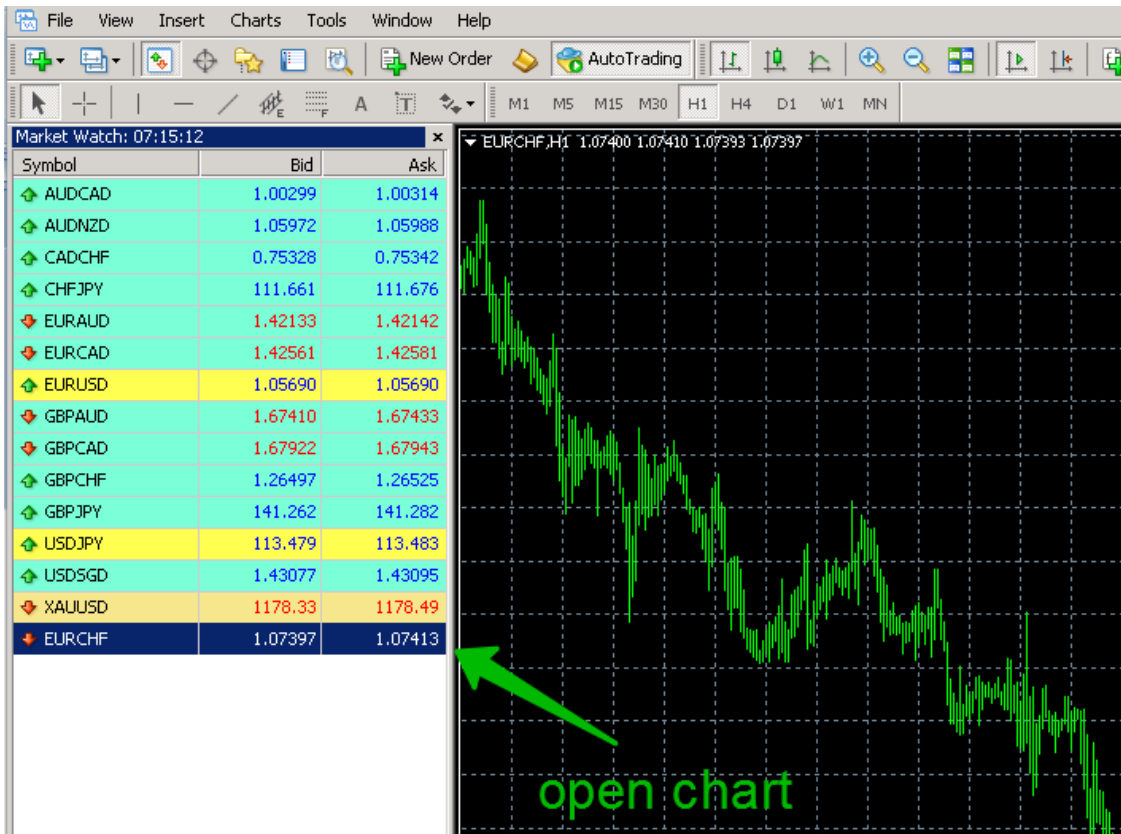 File View Insert Charts Tools Window Help
New Order AutoTrading
E F A T M1 M5 M15 M30 H1 H4 D1 W1 MN
Market Watch: 07:15:12
Symbol Bid Ask
AUDCAD 1.00299 1.00314
AUDNZD 1.05972 1.05988
CADCHF 0.75328 0.75342
CHFJPY 111.661 111.676
EURAUD 1.42133 1.42142
EURCAD 1.42561 1.42581
EURUSD 1.05690 1.05690
GBPAUD 1.67410 1.67433
GBPCAD 1.67922 1.67943
GBPCHF 1.26497 1.26525
GBPJPY 141.262 141.282
USDJPY 113.479 113.483
USDSGD 1.43077 1.43095
XAUUSD 1178.33 1178.49
EURCHF 1.07397 1.07413
EURCHF,H1 1.07400 1.07410 1.07393 1.07397
open chart